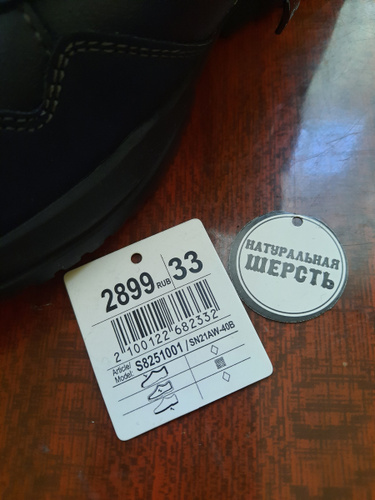 2899 RUB 33
2 100122 682332
Article/ Model: S8251001 / SN21AW-40B
НАТУРАЛЬНАЯ
ШЕРСТЬ